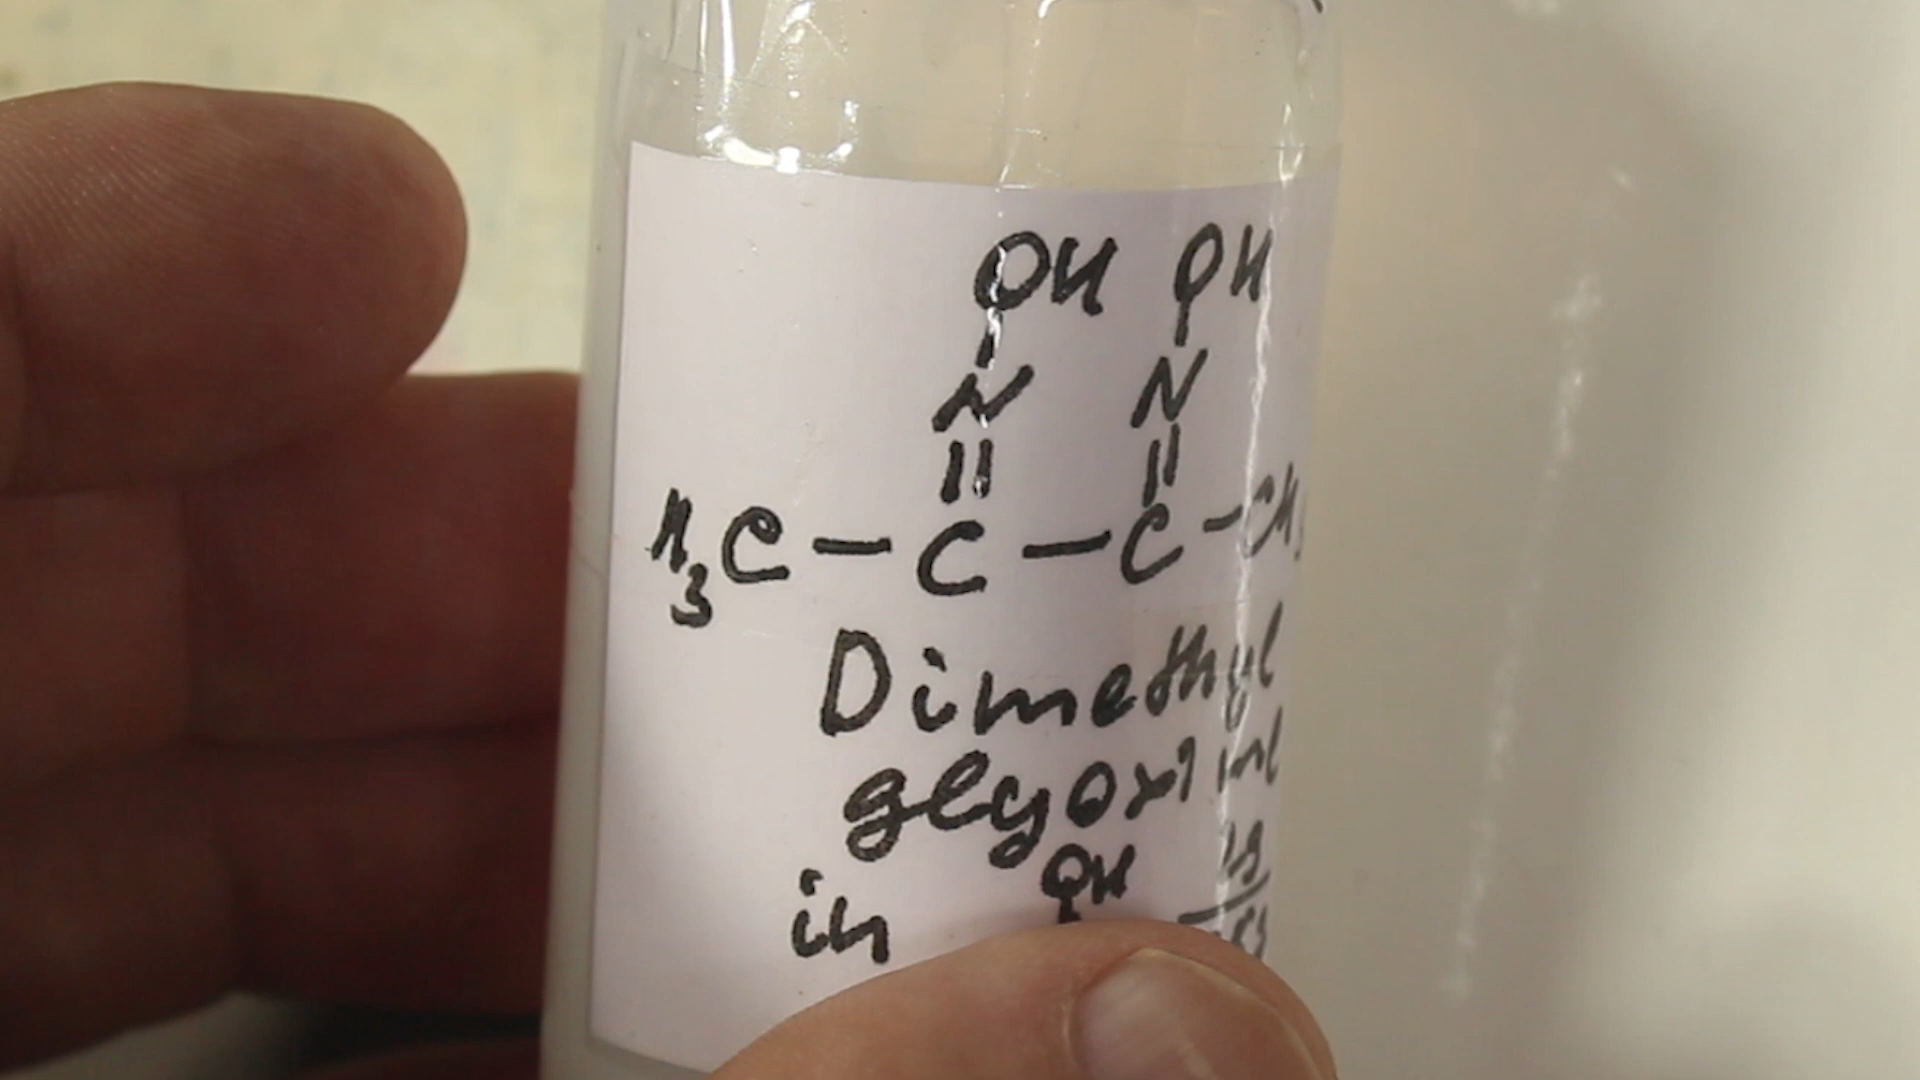 OH OH
N N
|| ||
H3C — C — C — CH3
Dimethyl
glyoxime
in OH